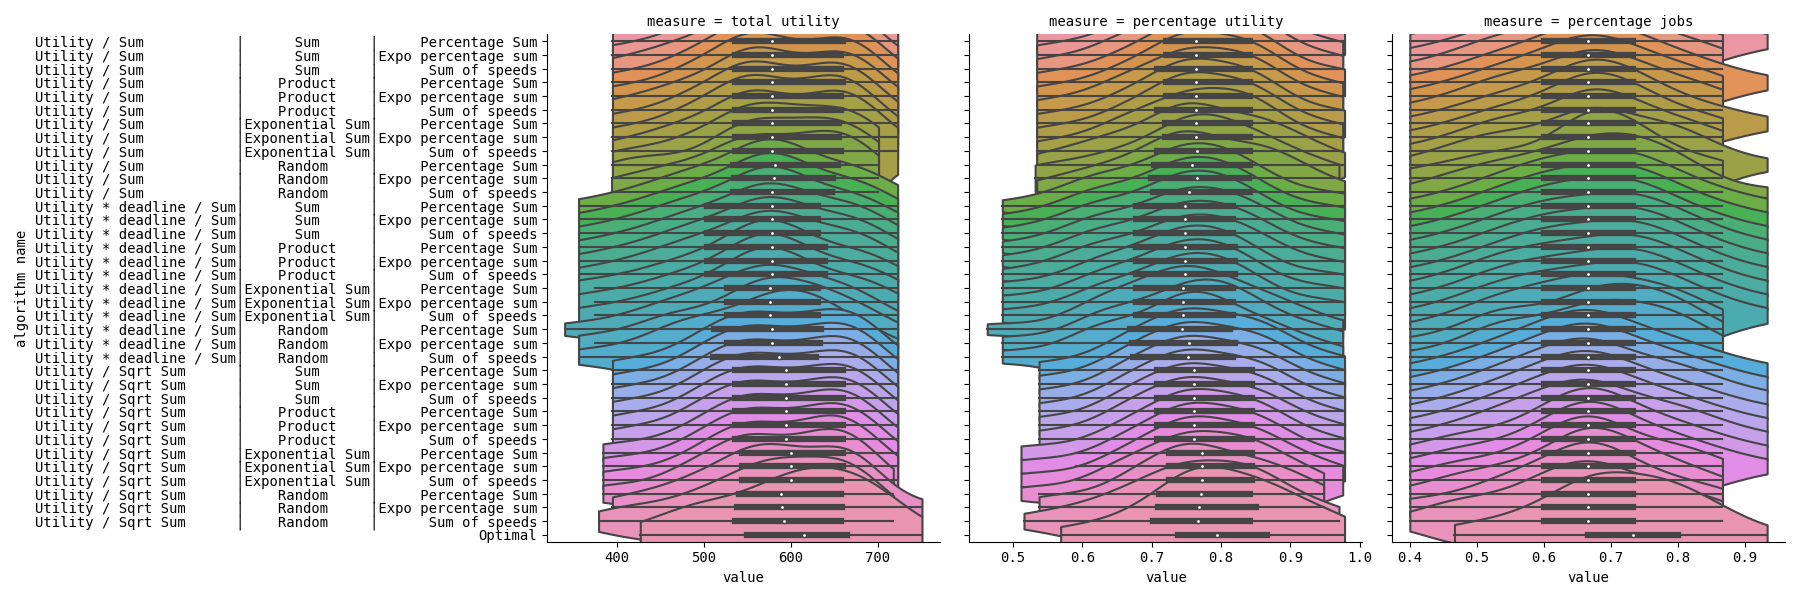 measure = total utility measure = percentage utility measure = percentage jobs
Utility / Sum | Sum | Percentage Sum
Utility / Sum | Sum |Expo percentage sum
Utility / Sum | Sum | Sum of speeds
Utility / Sum | Product | Percentage Sum
Utility / Sum | Product |Expo percentage sum
Utility / Sum | Product | Sum of speeds
Utility / Sum |Exponential Sum| Percentage Sum
Utility / Sum |Exponential Sum|Expo percentage sum
Utility / Sum |Exponential Sum| Sum of speeds
Utility / Sum | Random | Percentage Sum
Utility / Sum | Random |Expo percentage sum
Utility / Sum | Random | Sum of speeds
Utility * deadline / Sum| Sum | Percentage Sum
Utility * deadline / Sum| Sum |Expo percentage sum
Utility * deadline / Sum| Sum | Sum of speeds
Utility * deadline / Sum| Product | Percentage Sum
Utility * deadline / Sum| Product |Expo percentage sum
Utility * deadline / Sum| Product | Sum of speeds
Utility * deadline / Sum|Exponential Sum| Percentage Sum
Utility * deadline / Sum|Exponential Sum|Expo percentage sum
Utility * deadline / Sum|Exponential Sum| Sum of speeds
Utility * deadline / Sum| Random | Percentage Sum
Utility * deadline / Sum| Random |Expo percentage sum
Utility * deadline / Sum| Random | Sum of speeds
Utility / Sqrt Sum | Sum | Percentage Sum
Utility / Sqrt Sum | Sum |Expo percentage sum
Utility / Sqrt Sum | Sum | Sum of speeds
Utility / Sqrt Sum | Product | Percentage Sum
Utility / Sqrt Sum | Product |Expo percentage sum
Utility / Sqrt Sum | Product | Sum of speeds
Utility / Sqrt Sum |Exponential Sum| Percentage Sum
Utility / Sqrt Sum |Exponential Sum|Expo percentage sum
Utility / Sqrt Sum |Exponential Sum| Sum of speeds
Utility / Sqrt Sum | Random | Percentage Sum
Utility / Sqrt Sum | Random |Expo percentage sum
Utility / Sqrt Sum | Random | Sum of speeds
Optimal
algorithm name
400 500 600 700 0.5 0.6 0.7 0.8 0.9 1.0 0.4 0.5 0.6 0.7 0.8 0.9
value value value